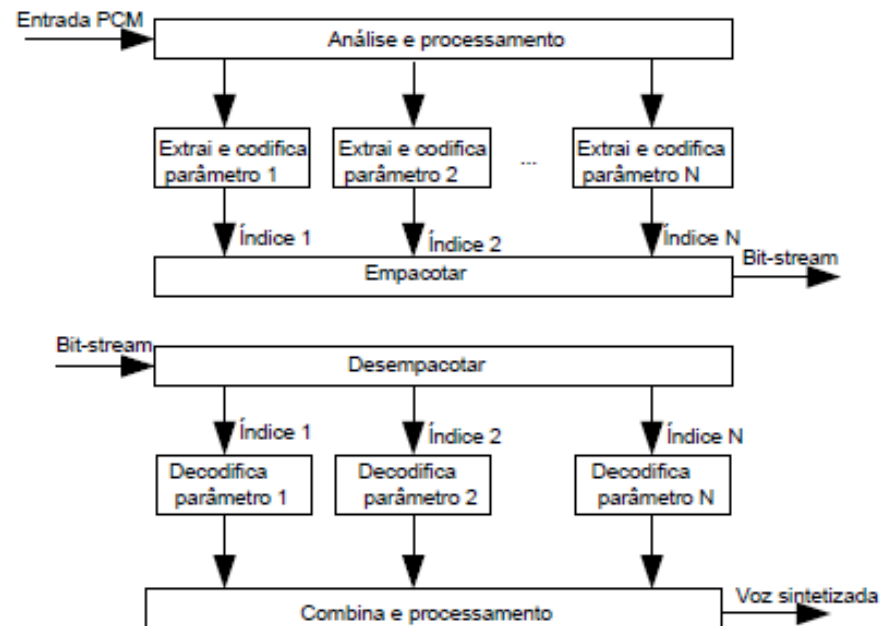 Entrada PCM
Análise e processamento
Extrai e codifica
parâmetro 1
Extrai e codifica
parâmetro 2
...
Extrai e codifica
parâmetro N
Índice 1
Índice 2
Índice N
Empacotar
Bit-stream
Bit-stream
Desempacotar
Índice 1
Índice 2
Índice N
Decodifica
parâmetro 1
Decodifica
parâmetro 2
Decodifica
parâmetro N
Combina e processamento
Voz sintetizada